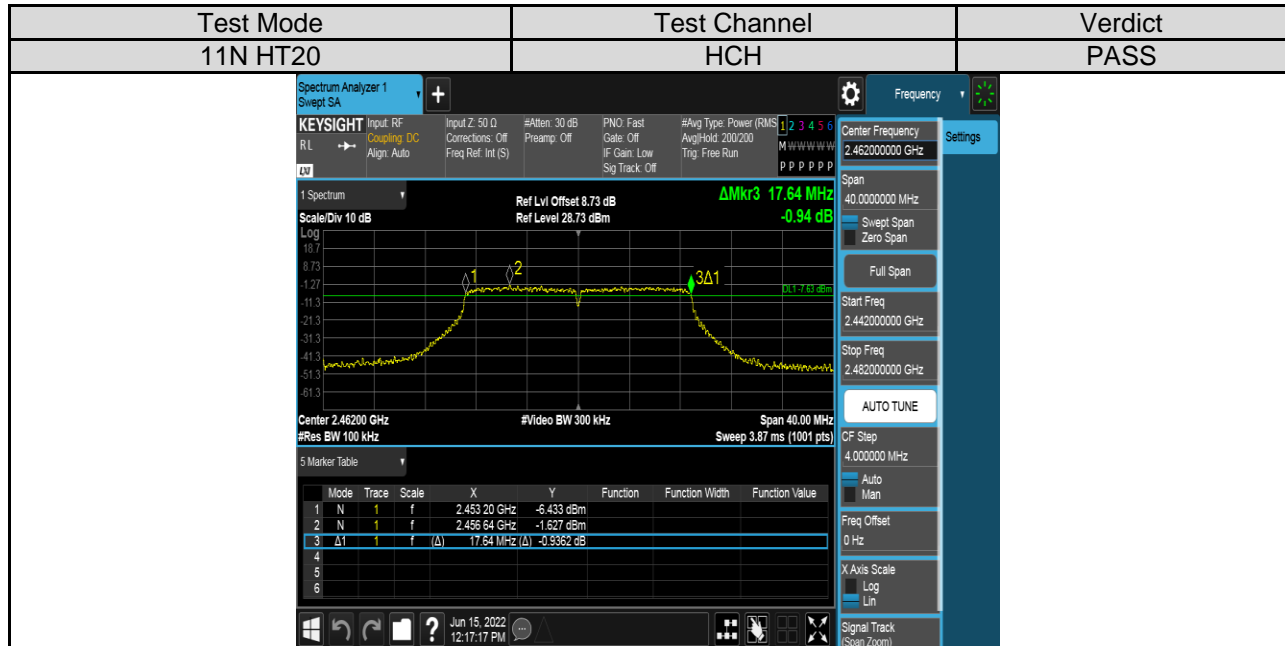 Test Mode Test Channel Verdict
11N HT20 HCH PASS
Spectrum Analyzer 1
Swept SA
+
Frequency
KEYSIGHT Input: RF Input Z: 50 Ω #Atten: 30 dB PNO: Fast #Avg Type: Power (RMS 1 2 3 4 5 6
RL Coupling: DC Corrections: Off Preamp: Off Gate: Off Avg|Hold: 200/200 M W W W W W
Align: Auto Freq Ref: Int (S) IF Gain: Low Trig: Free Run
LXI Sig Track: Off P P P P P P
1 Spectrum
Ref Lvl Offset 8.73 dB ΔMkr3 17.64 MHz
Scale/Div 10 dB Ref Level 28.73 dBm -0.94 dB
Log
18.7
8.73
-1.27
-11.3
-21.3
-31.3
-41.3
-51.3
-61.3
1 2 3Δ1
DL1 -7.63 dBm
Center 2.46200 GHz #Video BW 300 kHz Span 40.00 MHz
#Res BW 100 kHz Sweep 3.87 ms (1001 pts)
5 Marker Table
Mode Trace Scale X Y Function Function Width Function Value
1 N 1 f 2.453 20 GHz -6.433 dBm
2 N 1 f 2.456 64 GHz -1.627 dBm
3 Δ1 1 f (Δ) 17.64 MHz (Δ) -0.9362 dB
4
5
6
? Jun 15, 2022
12:17:17 PM
Center Frequency
2.462000000 GHz
Settings
Span
40.0000000 MHz
Swept Span
Zero Span
Full Span
Start Freq
2.442000000 GHz
Stop Freq
2.482000000 GHz
AUTO TUNE
CF Step
4.000000 MHz
Auto
Man
Freq Offset
0 Hz
X Axis Scale
Log
Lin
Signal Track
(Span Zoom)